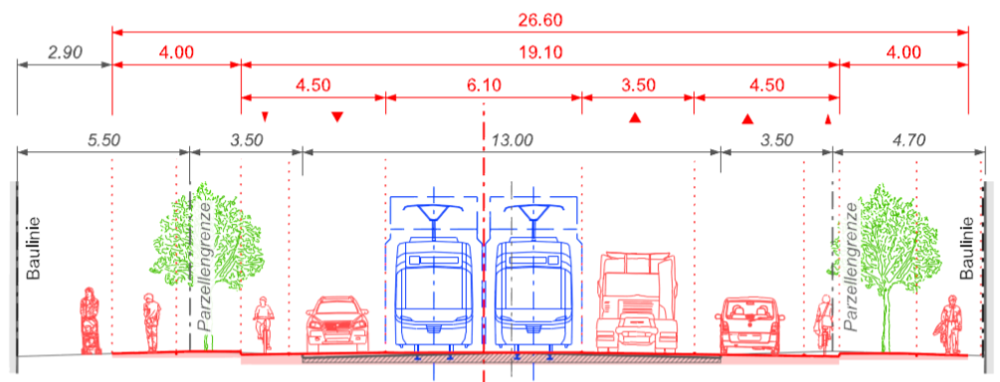 26.60
2.90 4.00 19.10 4.00
4.50 6.10 3.50 4.50
5.50 3.50 13.00 3.50 4.70
Baulinie
Parzellengrenze
Parzellengrenze
Baulinie